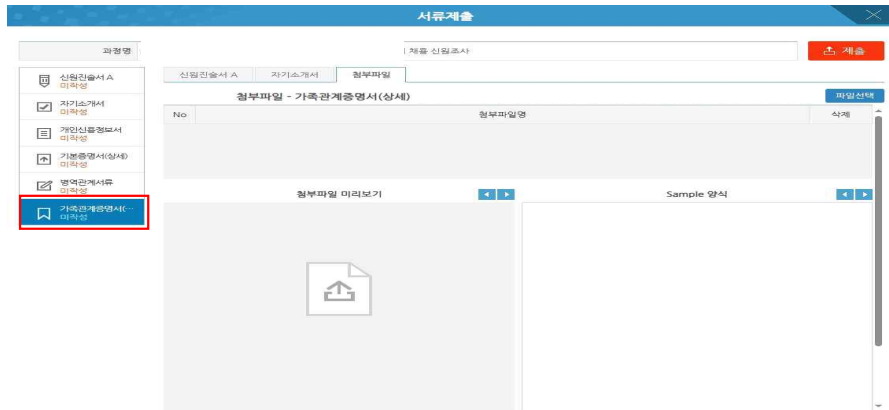 서류제출
과정명
채용 신원조사
제출
신원진술서 A
미작성
자기소개서
미작성
개인신용정보서
미작성
기본증명서(상세)
미작성
병역관계서류
미작성
가족관계증명서(…
미작성
신원진술서 A 자기소개서 첨부파일
첨부파일 - 가족관계증명서(상세) 파일선택
No 첨부파일명 삭제
첨부파일 미리보기 Sample 양식